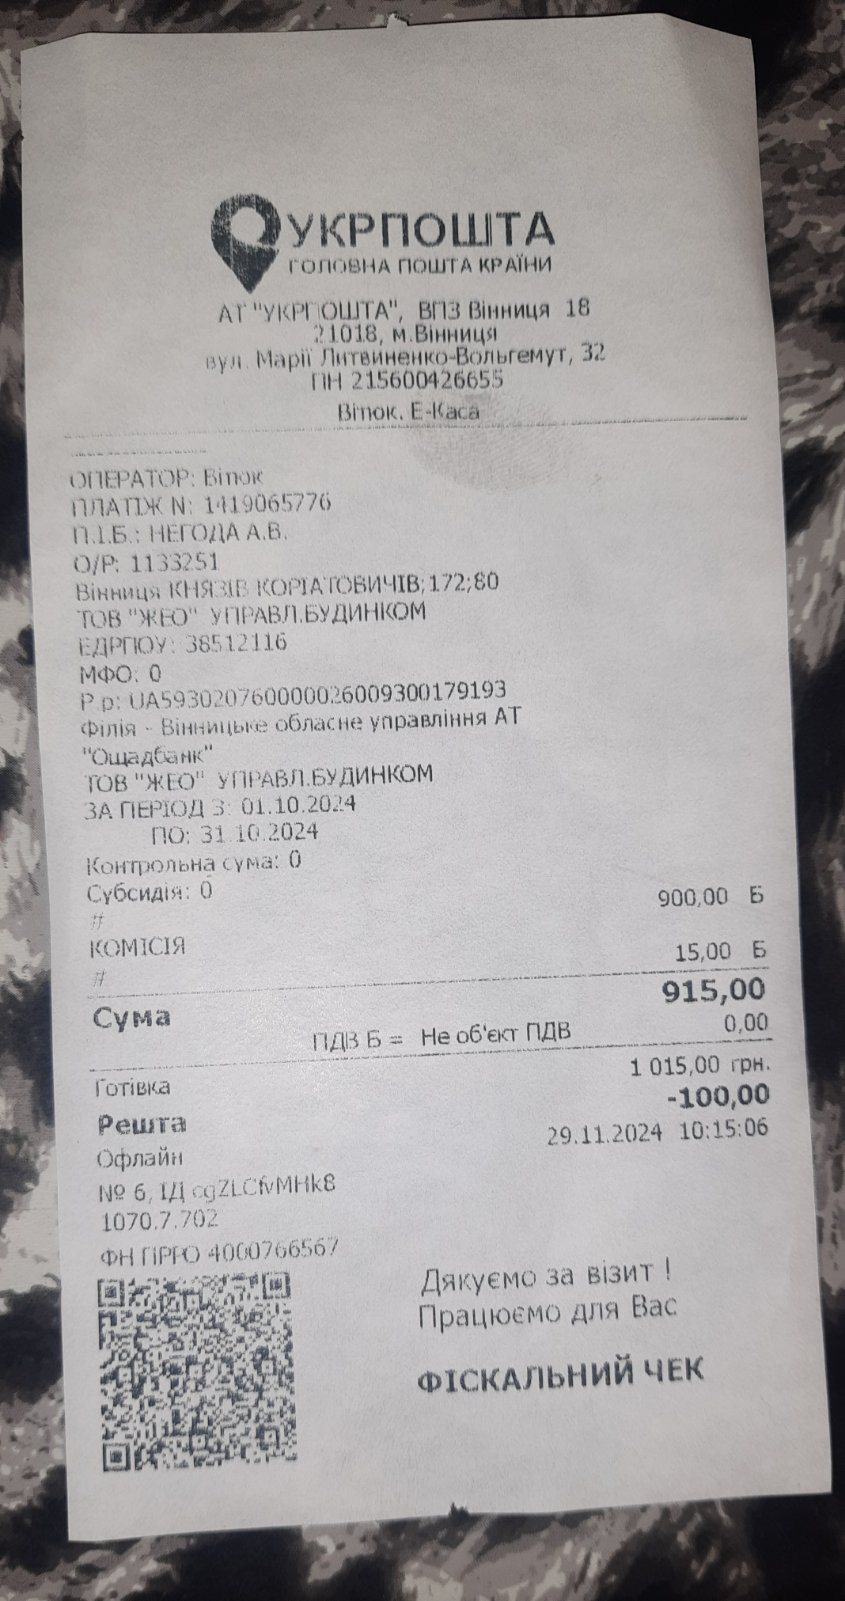 УКРПОШТА
ГОЛОВНА ПОШТА КРАЇНИ
АТ "УКРПОШТА", ВПЗ Вінниця 18
21018, м.Вінниця
вул. Марії Литвиненко-Вольгемут, 32
ПН 215600426655
Вітюк. Е-Каса
ОПЕРАТОР: Вітюк
ПЛАТІЖ N: 1419065776
П.І.Б.: НЕГОДА А.В.
О/Р: 1133251
Вінниця КНЯЗІВ КОРІАТОВИЧІВ;172;80
ТОВ "ЖЕО" УПРАВЛ.БУДИНКОМ
ЕДРПОУ: 38512116
МФО: 0
Р.р: UA593020760000026009300179193
Філія - Вінницьке обласне управління АТ
"Ощадбанк"
ТОВ "ЖЕО" УПРАВЛ.БУДИНКОМ
ЗА ПЕРІОД З: 01.10.2024
ПО: 31.10.2024
Контрольна сума: 0
Субсидія: 0
# 900,00 Б
КОМІСІЯ
# 15,00 Б
Сума 915,00
ПДВ Б = Не об'єкт ПДВ 0,00
Готівка 1 015,00 грн.
Решта -100,00
Офлайн 29.11.2024 10:15:06
№ 6, ІД cgZLCfvMHk8
1070.7.702
ФН ПРРО 4000766567
Дякуємо за візит !
Працюємо для Вас
ФІСКАЛЬНИЙ ЧЕК